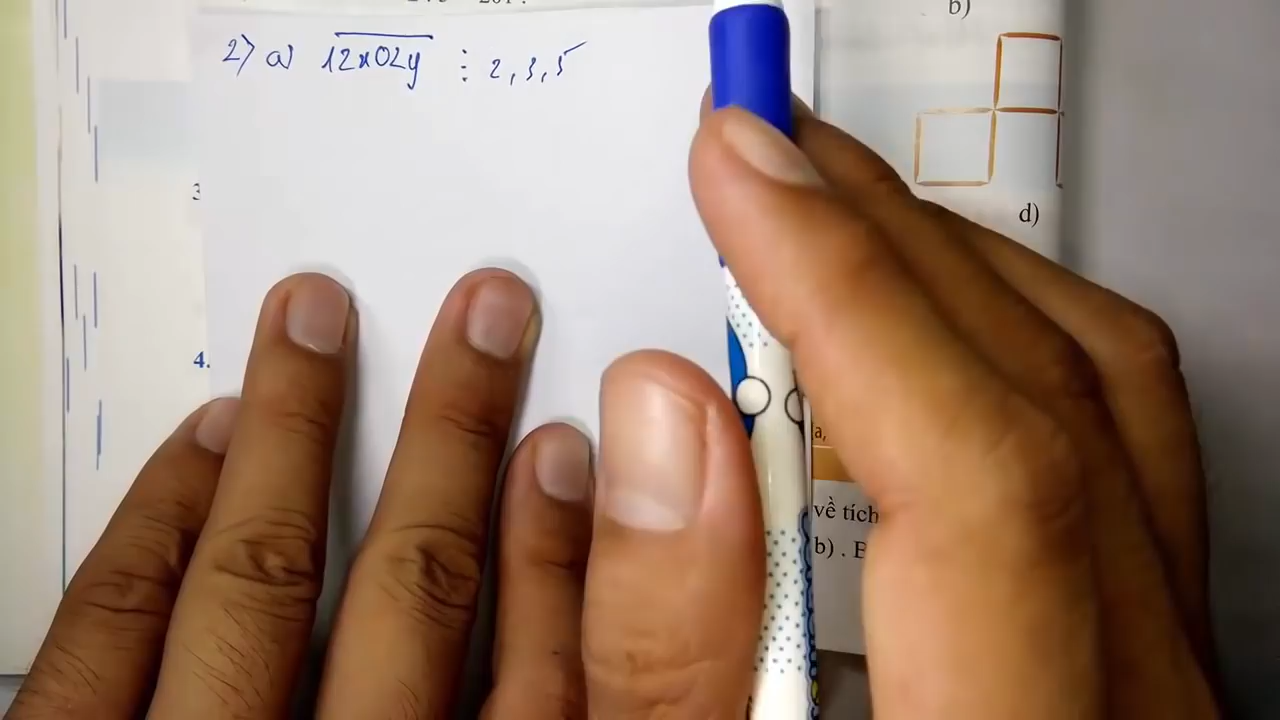 b)
2) a) 12x02y ⋮ 2, 3, 5
d)
4.
a,
về tích
b) .